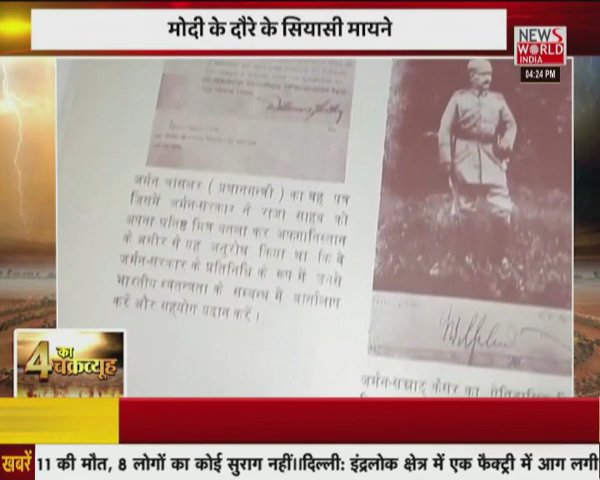 मोदी के दौरे के सियासी मायने
NEWS
WORLD
INDIA
04:24 PM
जर्मन चांसलर ( प्रधानमन्त्री ) का वह पत्र
जिसमें जर्मन-सरकार ने राजा साहब को
अपना घनिष्ठ मित्र बतला कर अफगानिस्तान
के अमीर से यह अनुरोध किया था कि वे
जर्मन-सरकार के प्रतिनिधि के रूप में उनसे
भारतीय स्वतन्त्रता के सम्बन्ध में वार्तालाप
करें और सहयोग प्रदान करें ।
जर्मन-सम्राट् कैसर का ऐतिहासिक
4 का
चक्रव्यूह
खबरें 11 की मौत, 8 लोगों का कोई सुराग नहीं।।दिल्ली: इंद्रलोक क्षेत्र में एक फैक्ट्री में आग लगी